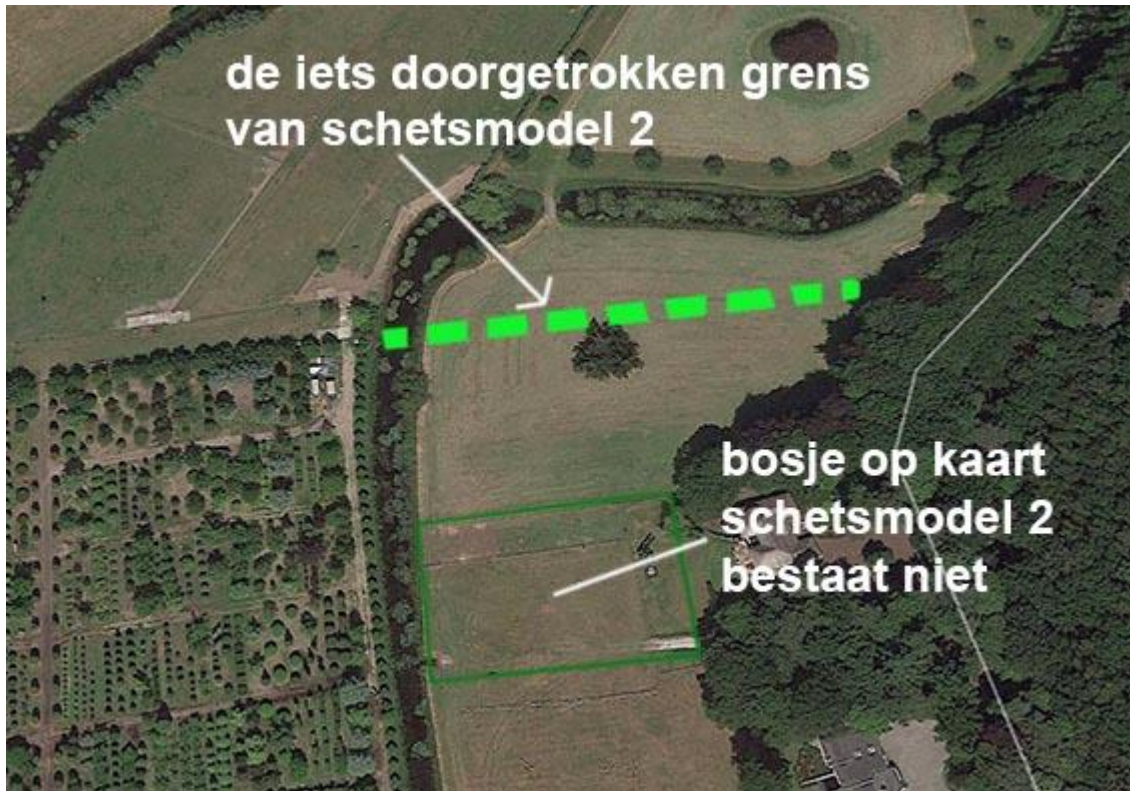 de iets doorgetrokken grens
van schetsmodel 2
bosje op kaart
schetsmodel 2
bestaat niet